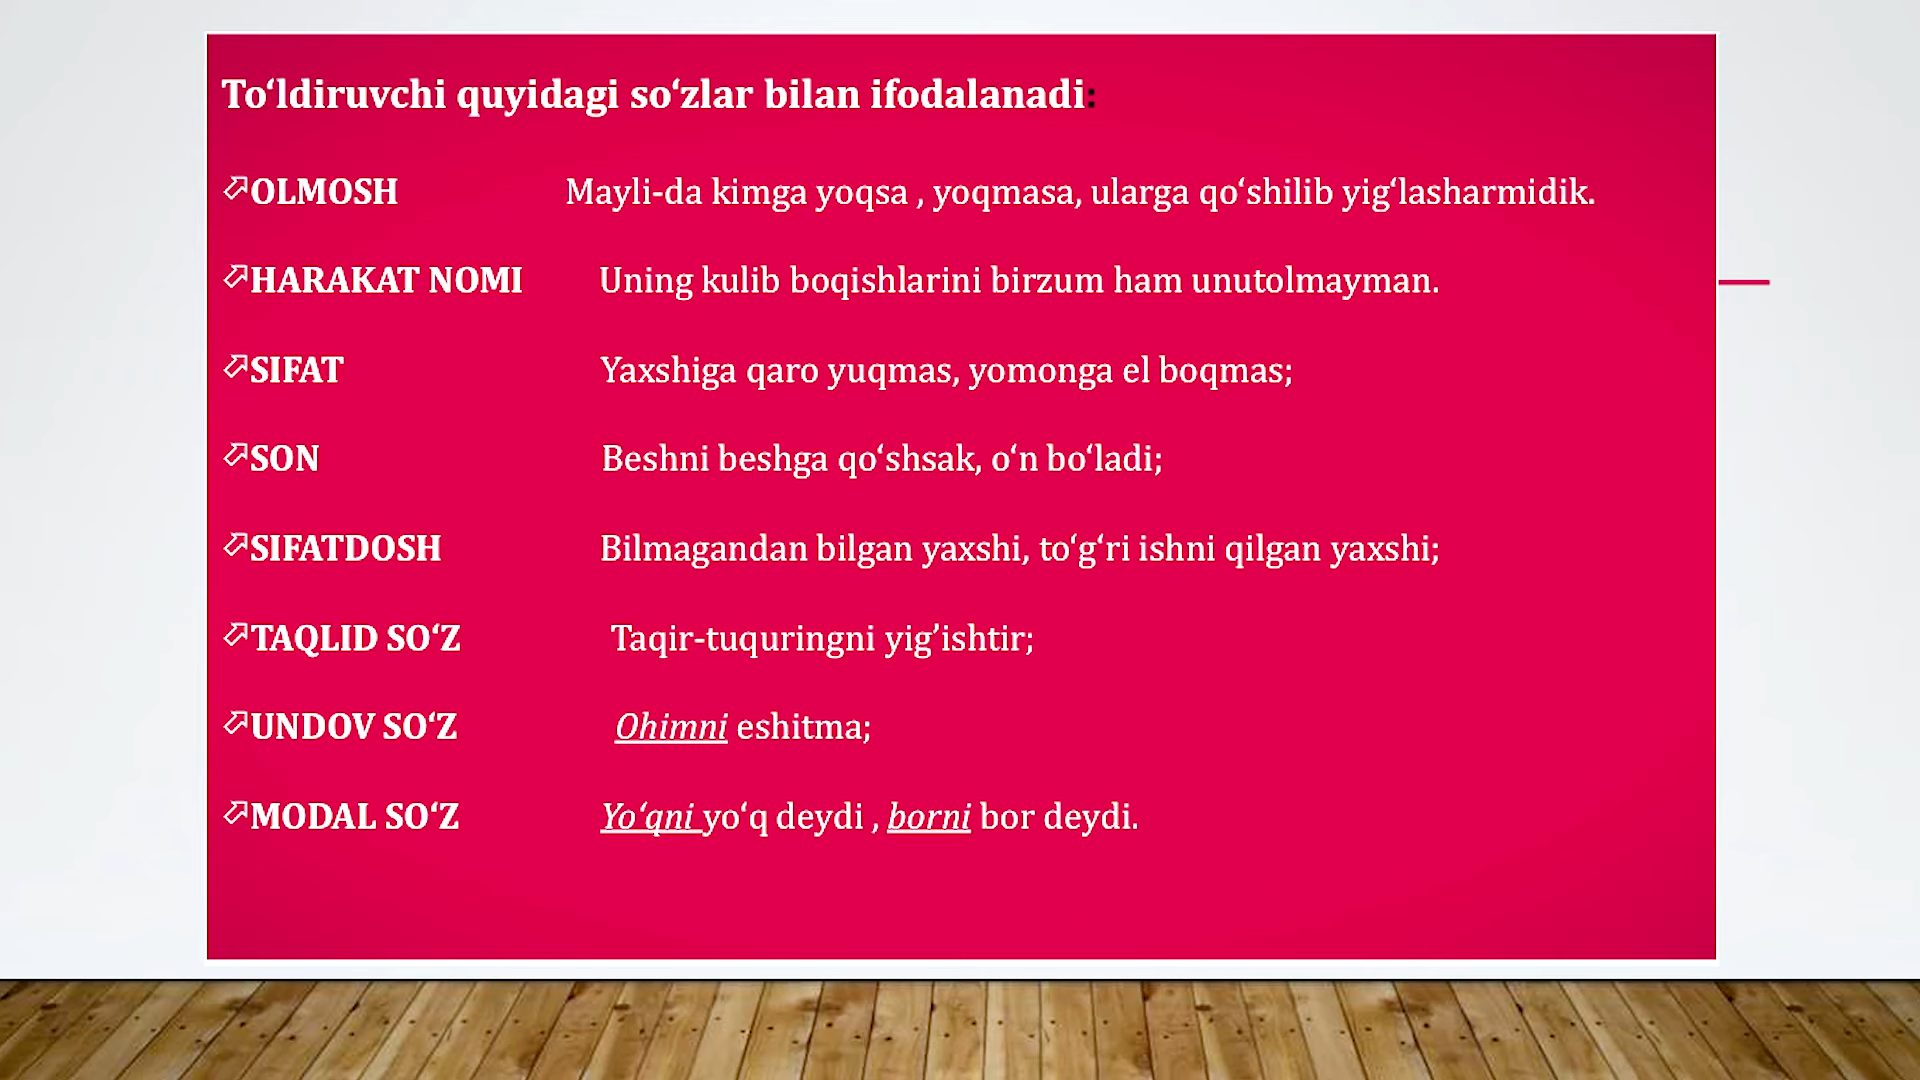 To‘ldiruvchi quyidagi so‘zlar bilan ifodalanadi:
OLMOSH Mayli-da kimga yoqsa , yoqmasa, ularga qo‘shilib yig‘lasharmidik.
HARAKAT NOMI Uning kulib boqishlarini birzum ham unutolmayman.
SIFAT Yaxshiga qaro yuqmas, yomonga el boqmas;
SON Beshni beshga qo‘shsak, o‘n bo‘ladi;
SIFATDOSH Bilmagandan bilgan yaxshi, to‘g‘ri ishni qilgan yaxshi;
TAQLID SO‘Z Taqir-tuquringni yig’ishtir;
UNDOV SO‘Z Ohimni eshitma;
MODAL SO‘Z Yo‘qni yo‘q deydi , borni bor deydi.